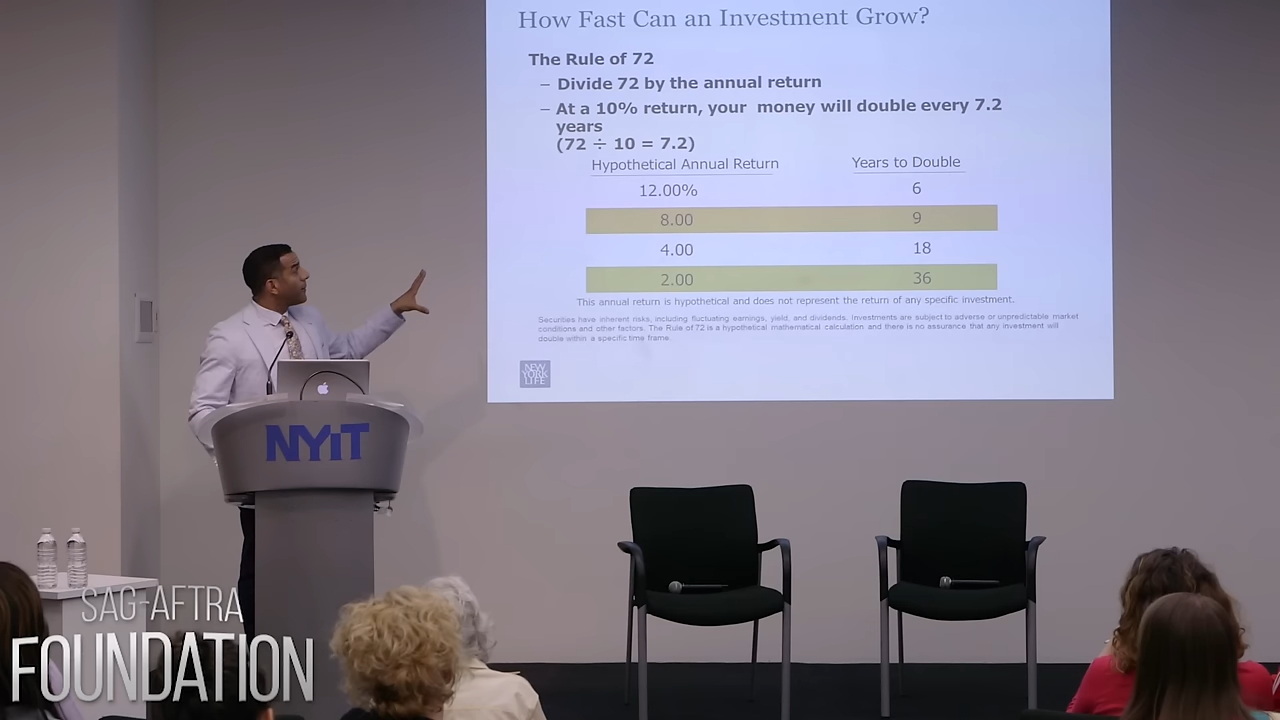 How Fast Can an Investment Grow?
The Rule of 72
– Divide 72 by the annual return
– At a 10% return, your money will double every 7.2
years
(72 ÷ 10 = 7.2)
Hypothetical Annual Return Years to Double
12.00% 6
8.00 9
4.00 18
2.00 36
This annual return is hypothetical and does not represent the return of any specific investment.
Securities have inherent risks, including fluctuating earnings, yield, and dividends. Investments are subject to adverse or unpredictable market
conditions and other factors. The Rule of 72 is a hypothetical mathematical calculation and there is no assurance that any investment will
double within a specific time frame.
NEW
YORK
LIFE
NYiT
SAG-AFTRA
FOUNDATION